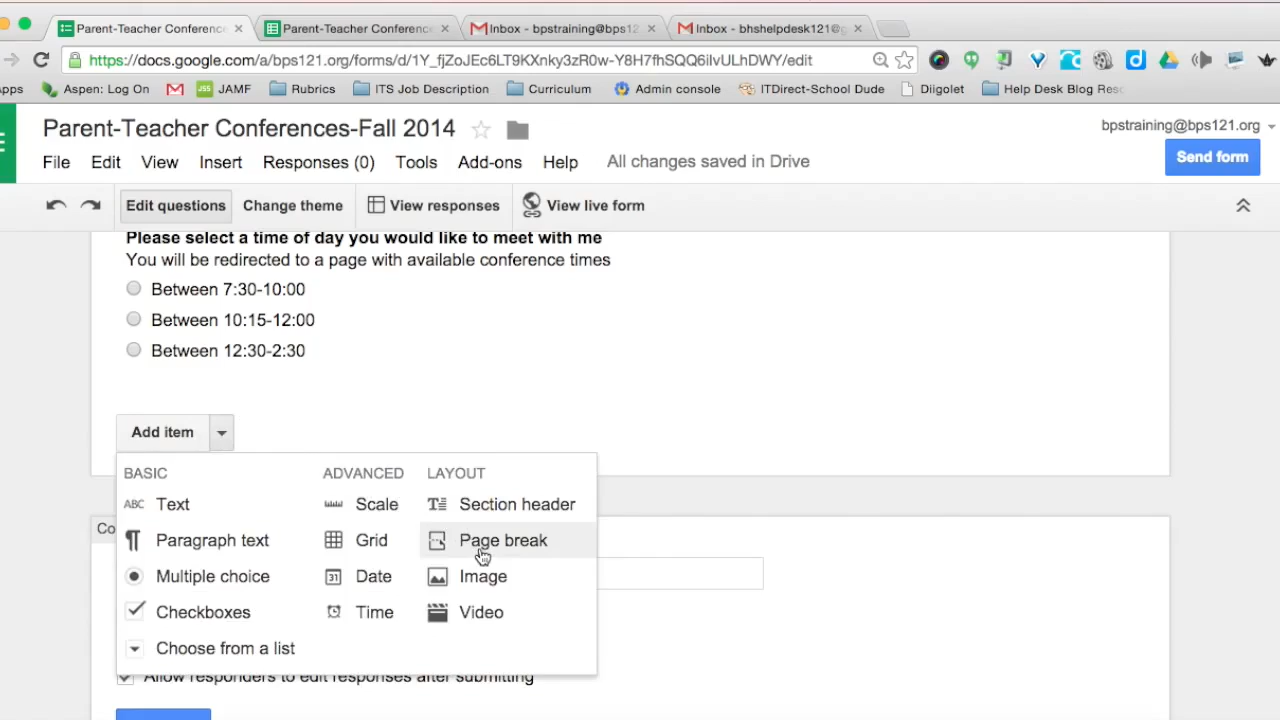 Parent-Teacher Conference
Parent-Teacher Conference
Inbox - bpstraining@bps12
Inbox - bhshelpdesk121@g
https://docs.google.com/a/bps121.org/forms/d/1Y_fjZoJEc6LT9KXnky3zR0w-Y8H7fhSQQ6iIvULhDWY/edit
Apps Aspen: Log On JSS JAMF Rubrics ITS Job Description Curriculum Admin console ITDirect-School Dude Diigolet Help Desk Blog Res
Parent-Teacher Conferences-Fall 2014
bpstraining@bps121.org
File Edit View Insert Responses (0) Tools Add-ons Help All changes saved in Drive
Send form
Edit questions Change theme View responses View live form
Please select a time of day you would like to meet with me
You will be redirected to a page with available conference times
Between 7:30-10:00
Between 10:15-12:00
Between 12:30-2:30
Add item
BASIC ADVANCED LAYOUT
ABC Text Scale Section header
Co
Paragraph text Grid Page break
Multiple choice 31 Date Image
Checkboxes Time Video
Choose from a list
Allow responders to edit responses after submitting